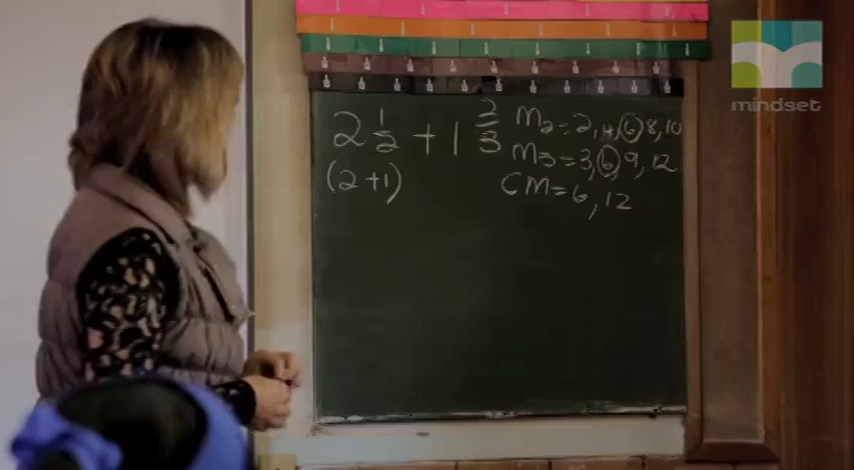 2 1/2 + 1 2/3
(2+1)
M2 = 2, 4, 6, 8, 10
M3 = 3, 6, 9, 12
CM = 6, 12
mindset